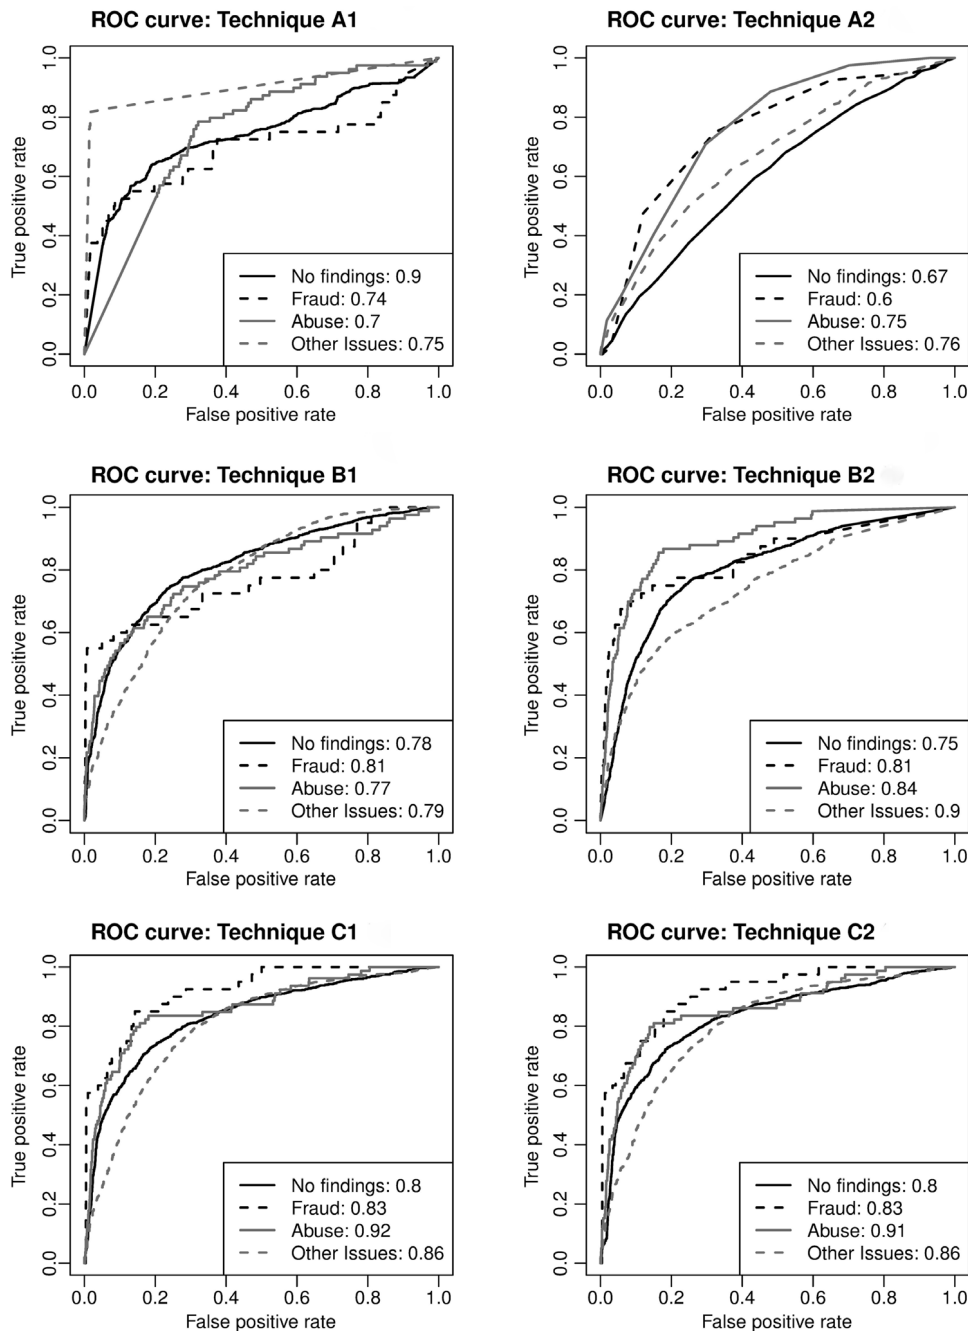 ROC curve: Technique A1
True positive rate
1.0
0.8
0.6
0.4
0.2
0.0
No findings: 0.9
Fraud: 0.74
Abuse: 0.7
Other Issues: 0.75
0.0 0.2 0.4 0.6 0.8 1.0
False positive rate
ROC curve: Technique A2
True positive rate
1.0
0.8
0.6
0.4
0.2
0.0
No findings: 0.67
Fraud: 0.6
Abuse: 0.75
Other Issues: 0.76
0.0 0.2 0.4 0.6 0.8 1.0
False positive rate
ROC curve: Technique B1
True positive rate
1.0
0.8
0.6
0.4
0.2
0.0
No findings: 0.78
Fraud: 0.81
Abuse: 0.77
Other Issues: 0.79
0.0 0.2 0.4 0.6 0.8 1.0
False positive rate
ROC curve: Technique B2
True positive rate
1.0
0.8
0.6
0.4
0.2
0.0
No findings: 0.75
Fraud: 0.81
Abuse: 0.84
Other Issues: 0.9
0.0 0.2 0.4 0.6 0.8 1.0
False positive rate
ROC curve: Technique C1
True positive rate
1.0
0.8
0.6
0.4
0.2
0.0
No findings: 0.8
Fraud: 0.83
Abuse: 0.92
Other Issues: 0.86
0.0 0.2 0.4 0.6 0.8 1.0
False positive rate
ROC curve: Technique C2
True positive rate
1.0
0.8
0.6
0.4
0.2
0.0
No findings: 0.8
Fraud: 0.83
Abuse: 0.91
Other Issues: 0.86
0.0 0.2 0.4 0.6 0.8 1.0
False positive rate